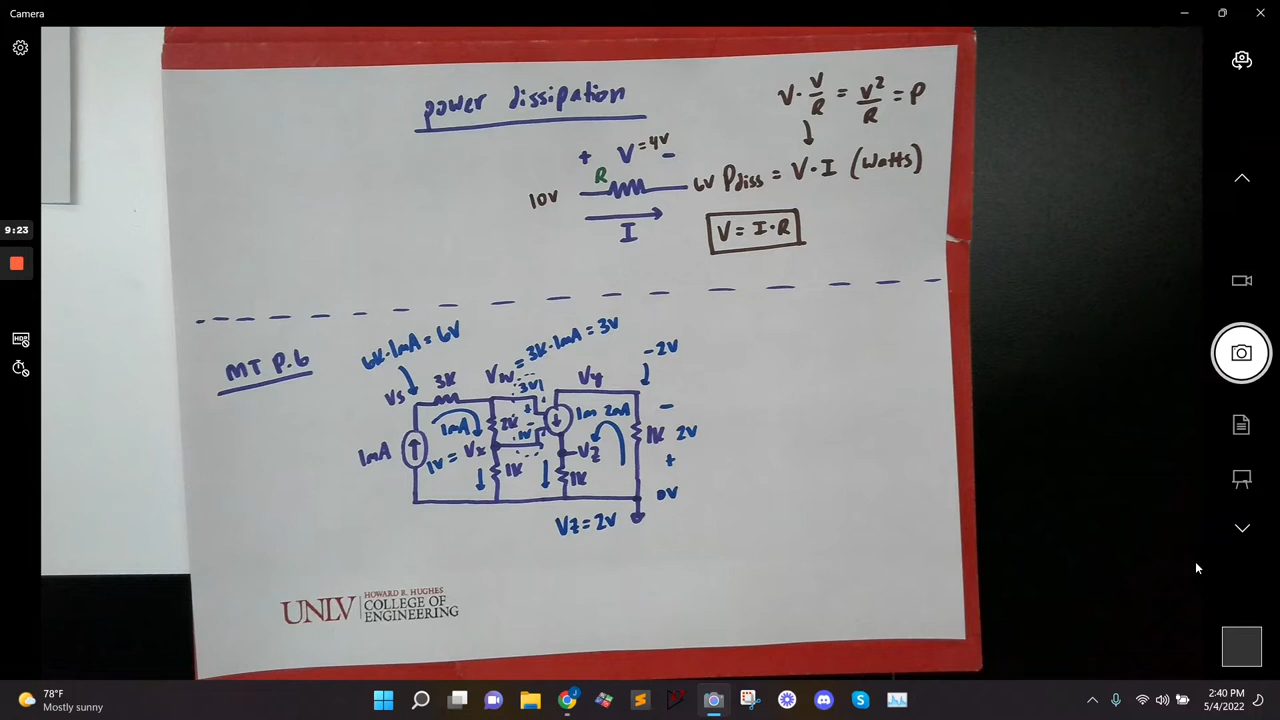 Camera
power dissipation
V · V/R = V²/R = P
+ V = 4V -
R
10V
6V Pdiss = V · I (Watts)
I
V = I · R
9:23
MT P.6
6K · 1mA = 6V
= 3K · 1mA = 3V
-2V
Vs
3K
Vw
3V
Vy
1mA
2K
+
1m 2mA
-
1mA
1V = Vx
1V
-
Vz
1K 2V
+
1K
1K
0V
Vz = 2V
UNLV
HOWARD R. HUGHES
COLLEGE OF
ENGINEERING
78°F
Mostly sunny
2:40 PM
5/4/2022